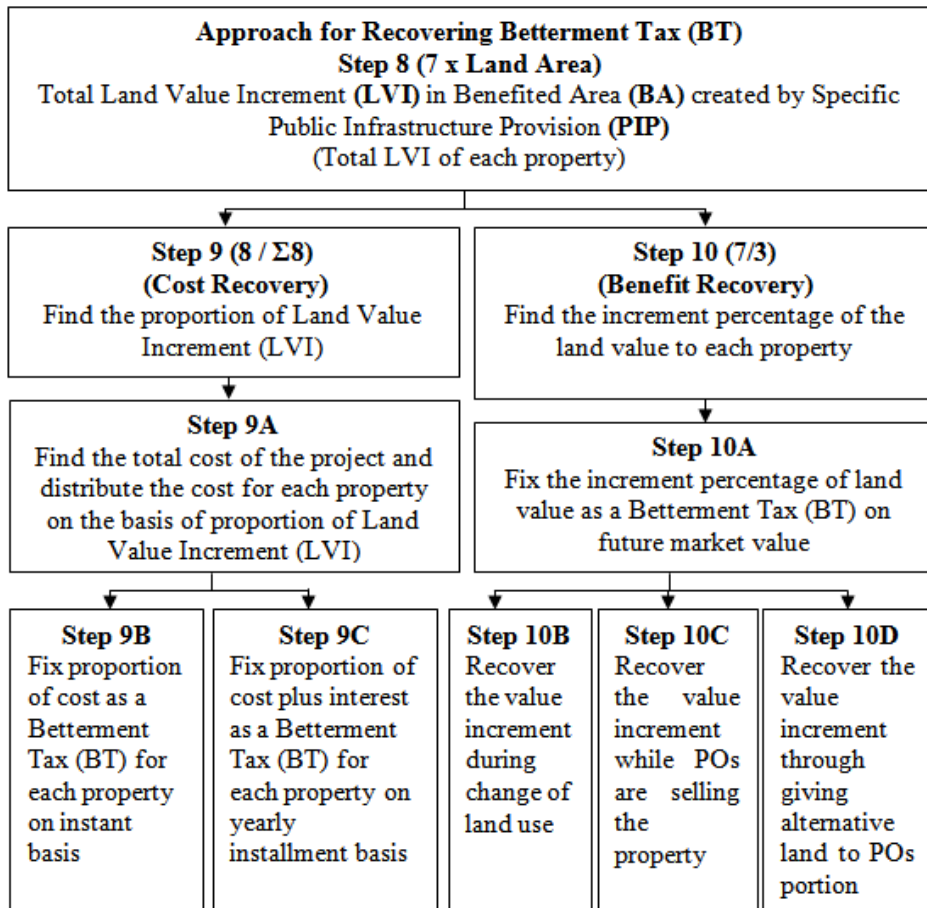 Approach for Recovering Betterment Tax (BT)
Step 8 (7 x Land Area)
Total Land Value Increment (LVI) in Benefited Area (BA) created by Specific
Public Infrastructure Provision (PIP)
(Total LVI of each property)
Step 9 (8 / Σ8)
(Cost Recovery)
Find the proportion of Land Value
Increment (LVI)
Step 10 (7/3)
(Benefit Recovery)
Find the increment percentage of the
land value to each property
Step 9A
Find the total cost of the project and
distribute the cost for each property
on the basis of proportion of Land
Value Increment (LVI)
Step 10A
Fix the increment percentage of land
value as a Betterment Tax (BT) on
future market value
Step 9B
Fix proportion
of cost as a
Betterment
Tax (BT) for
each property
on instant
basis
Step 9C
Fix proportion of
cost plus interest
as a Betterment
Tax (BT) for
each property on
yearly
installment basis
Step 10B
Recover
the value
increment
during
change of
land use
Step 10C
Recover
the value
increment
while POs
are selling
the
property
Step 10D
Recover the
value
increment
through
giving
alternative
land to POs
portion